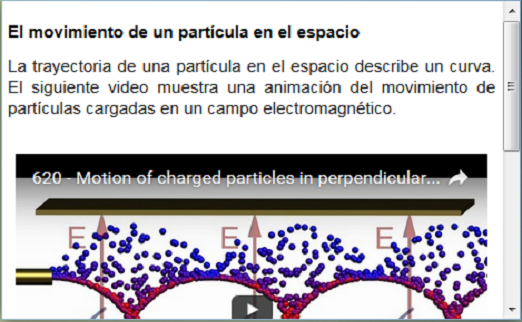 El movimiento de un partícula en el espacio
La trayectoria de una partícula en el espacio describe un curva.
El siguiente video muestra una animación del movimiento de
partículas cargadas en un campo electromagnético.
620 - Motion of charged particles in perpendicular...
E E E